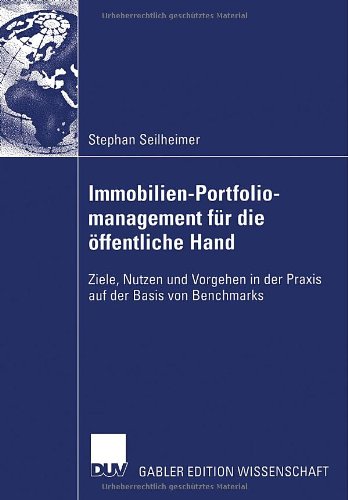 Urheberrechtlich geschütztes Material
Stephan Seilheimer
Immobilien-Portfolio-
management für die
öffentliche Hand
Ziele, Nutzen und Vorgehen in der Praxis
auf der Basis von Benchmarks
DUV
GABLER EDITION WISSENSCHAFT
Urheberrechtlich geschütztes Material